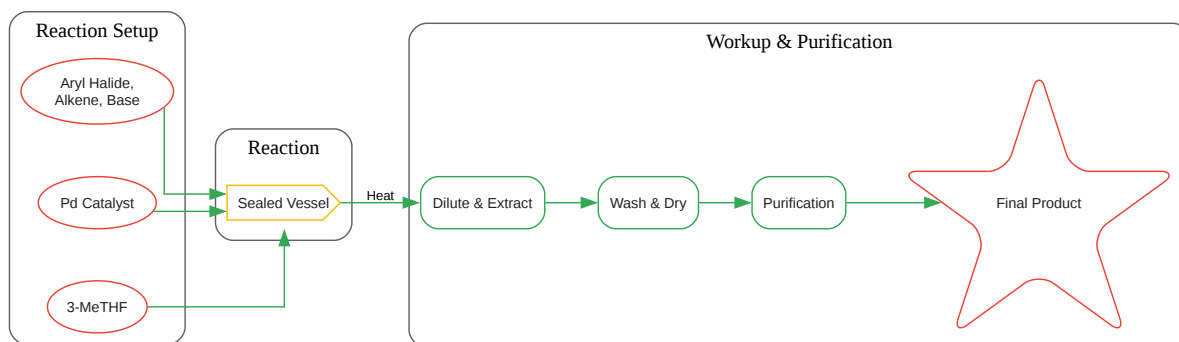 Reaction Setup
Aryl Halide,
Alkene, Base
Pd Catalyst
3-MeTHF
Reaction
Sealed Vessel
Heat
Workup & Purification
Dilute & Extract
Wash & Dry
Purification
Final Product